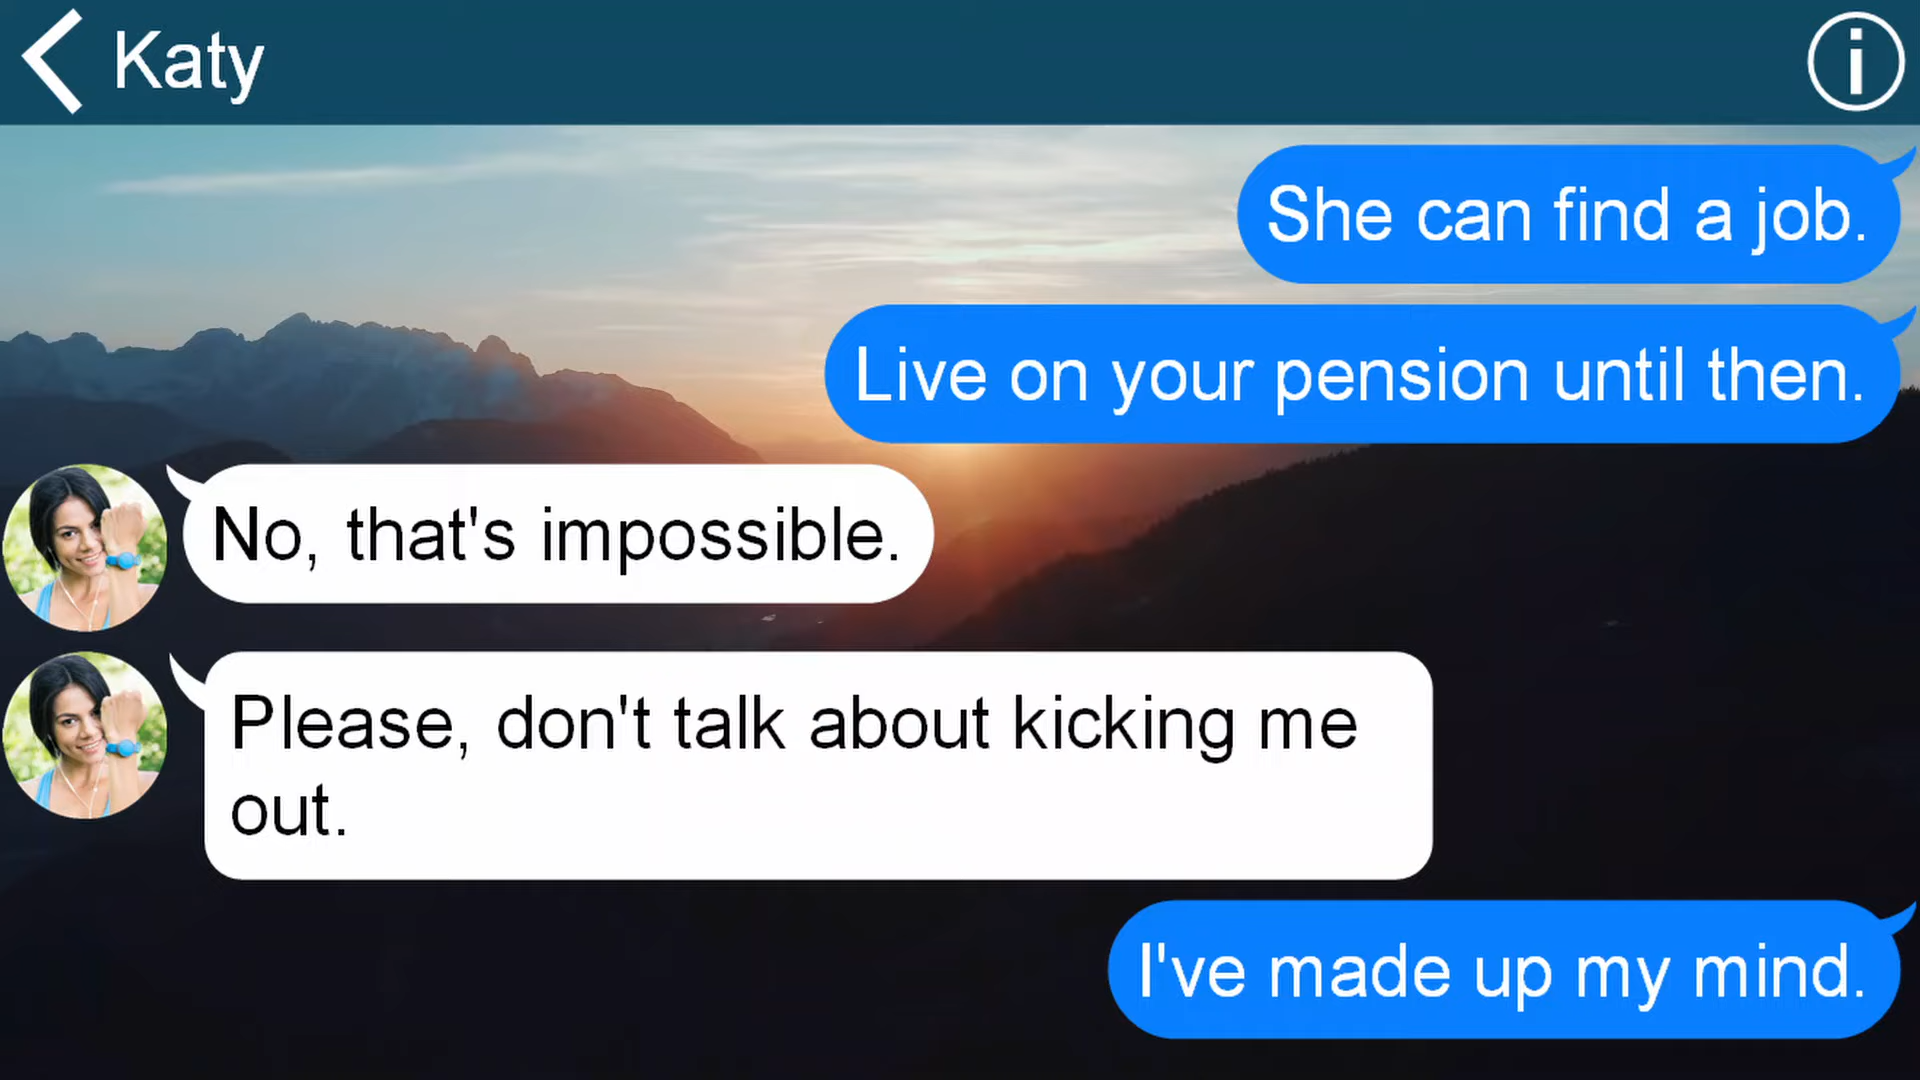 Katy
She can find a job.
Live on your pension until then.
No, that's impossible.
Please, don't talk about kicking me
out.
I've made up my mind.